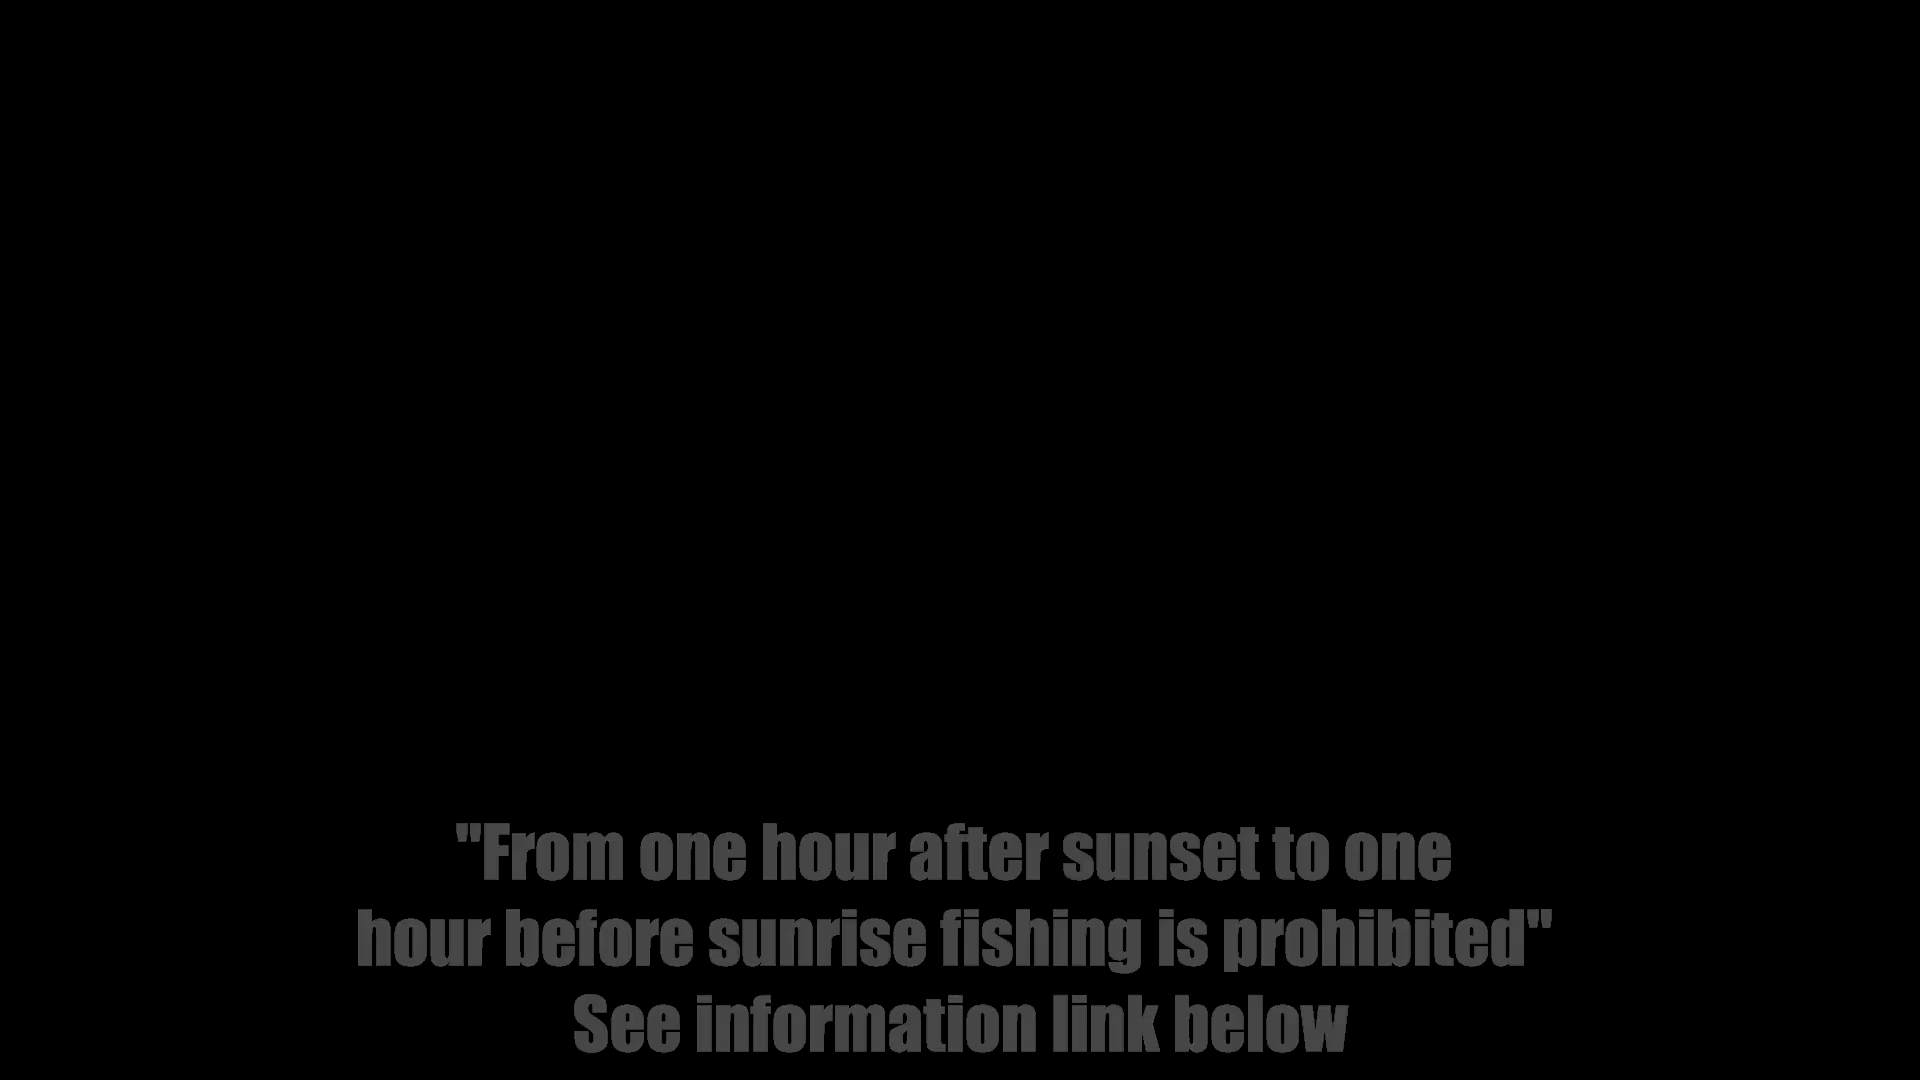 "From one hour after sunset to one
hour before sunrise fishing is prohibited"
See information link below